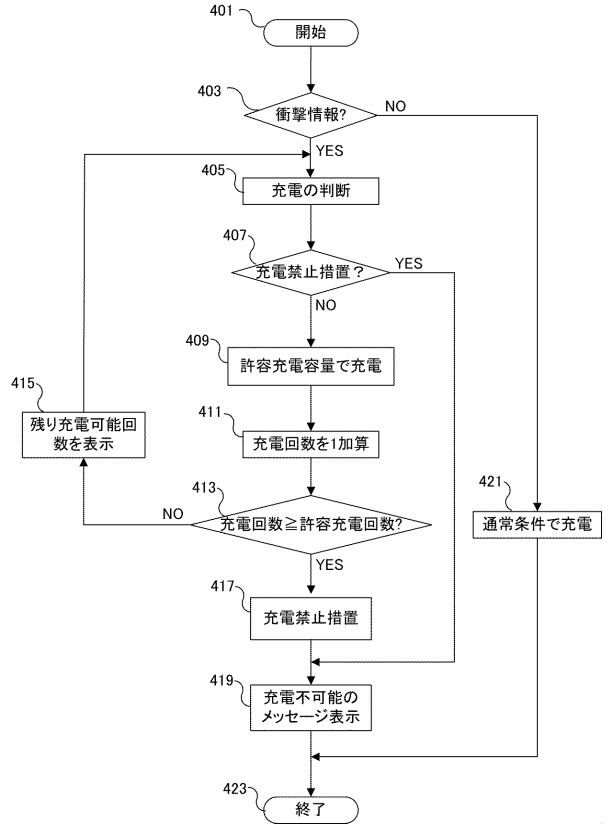 401
開始
403
衝撃情報?
NO
YES
405
充電の判断
407
充電禁止措置？
YES
NO
409
許容充電容量で充電
415
残り充電可能回
数を表示
411
充電回数を1加算
413
充電回数≧許容充電回数?
NO
YES
421
通常条件で充電
417
充電禁止措置
419
充電不可能の
メッセージ表示
423
終了